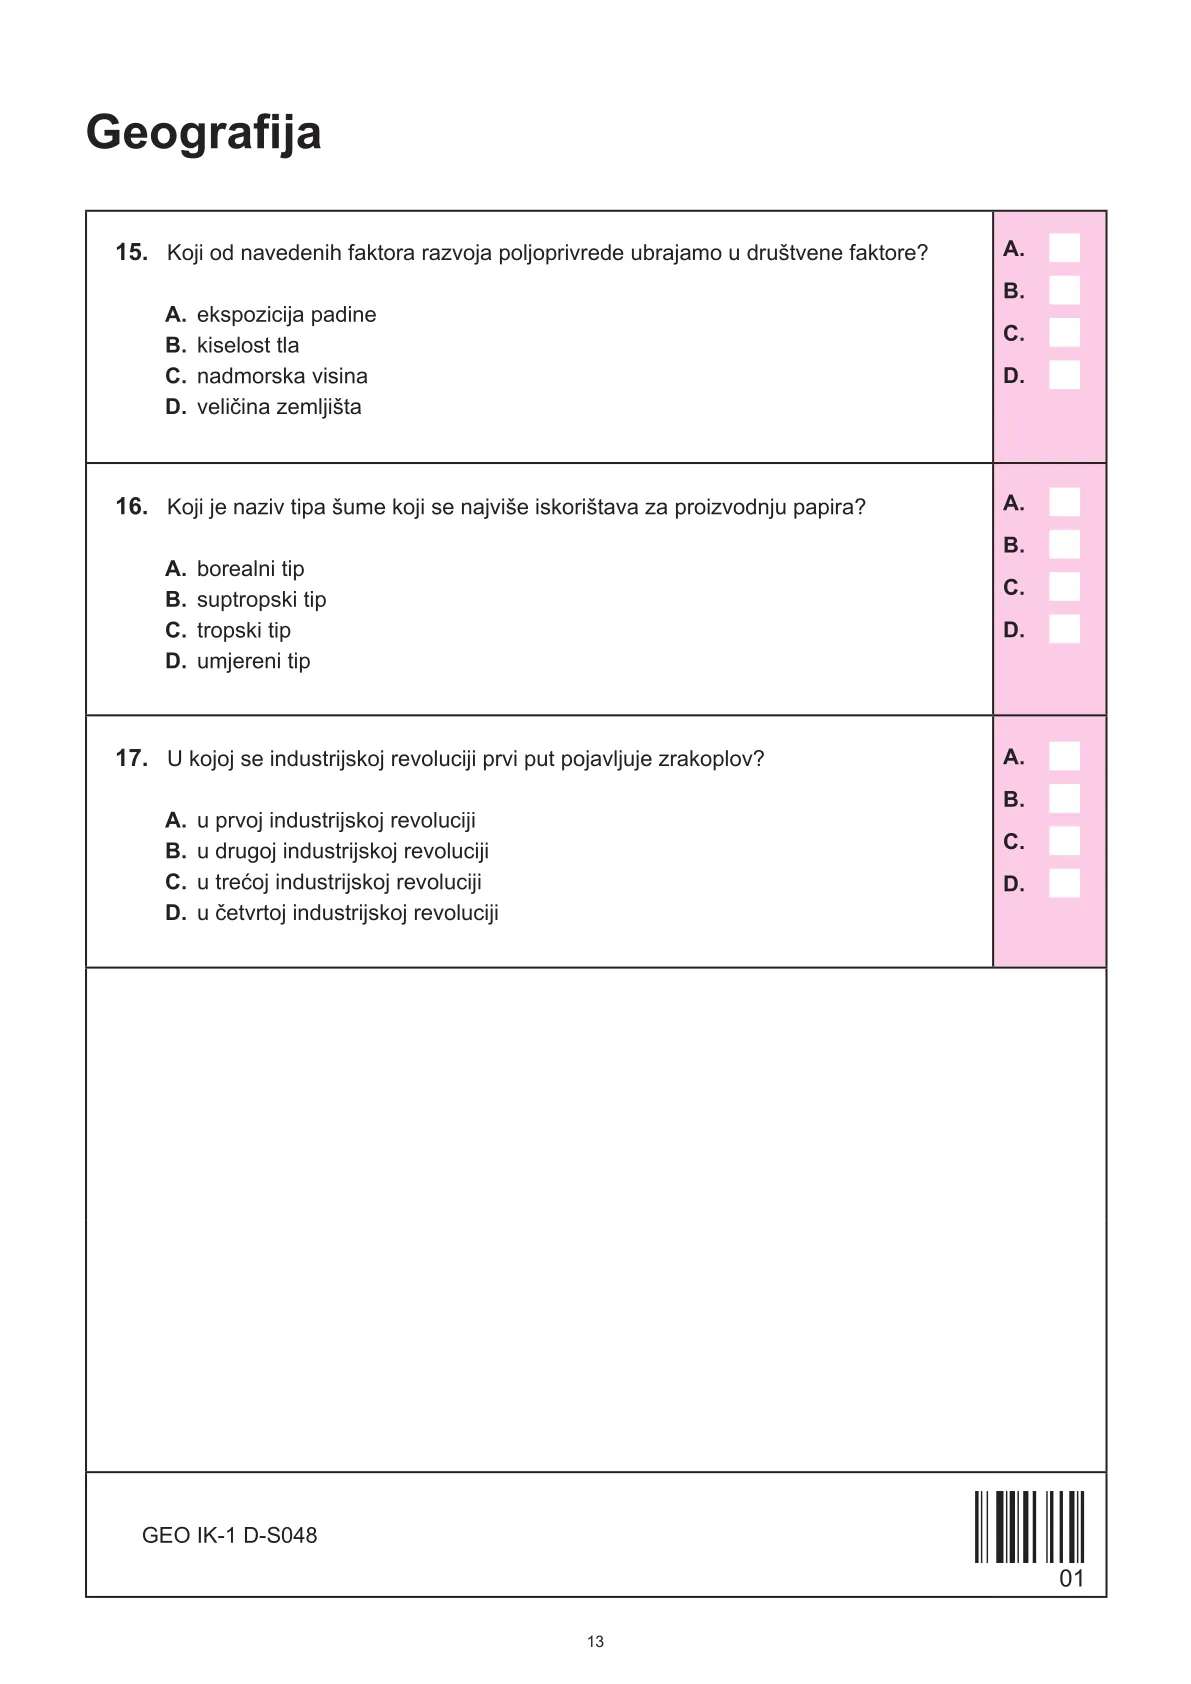 Geografija
15. Koji od navedenih faktora razvoja poljoprivrede ubrajamo u društvene faktore?
A. ekspozicija padine
B. kiselost tla
C. nadmorska visina
D. veličina zemljišta
A.
B.
C.
D.
16. Koji je naziv tipa šume koji se najviše iskorištava za proizvodnju papira?
A. borealni tip
B. suptropski tip
C. tropski tip
D. umjereni tip
A.
B.
C.
D.
17. U kojoj se industrijskoj revoluciji prvi put pojavljuje zrakoplov?
A. u prvoj industrijskoj revoluciji
B. u drugoj industrijskoj revoluciji
C. u trećoj industrijskoj revoluciji
D. u četvrtoj industrijskoj revoluciji
A.
B.
C.
D.
GEO IK-1 D-S048
01
13